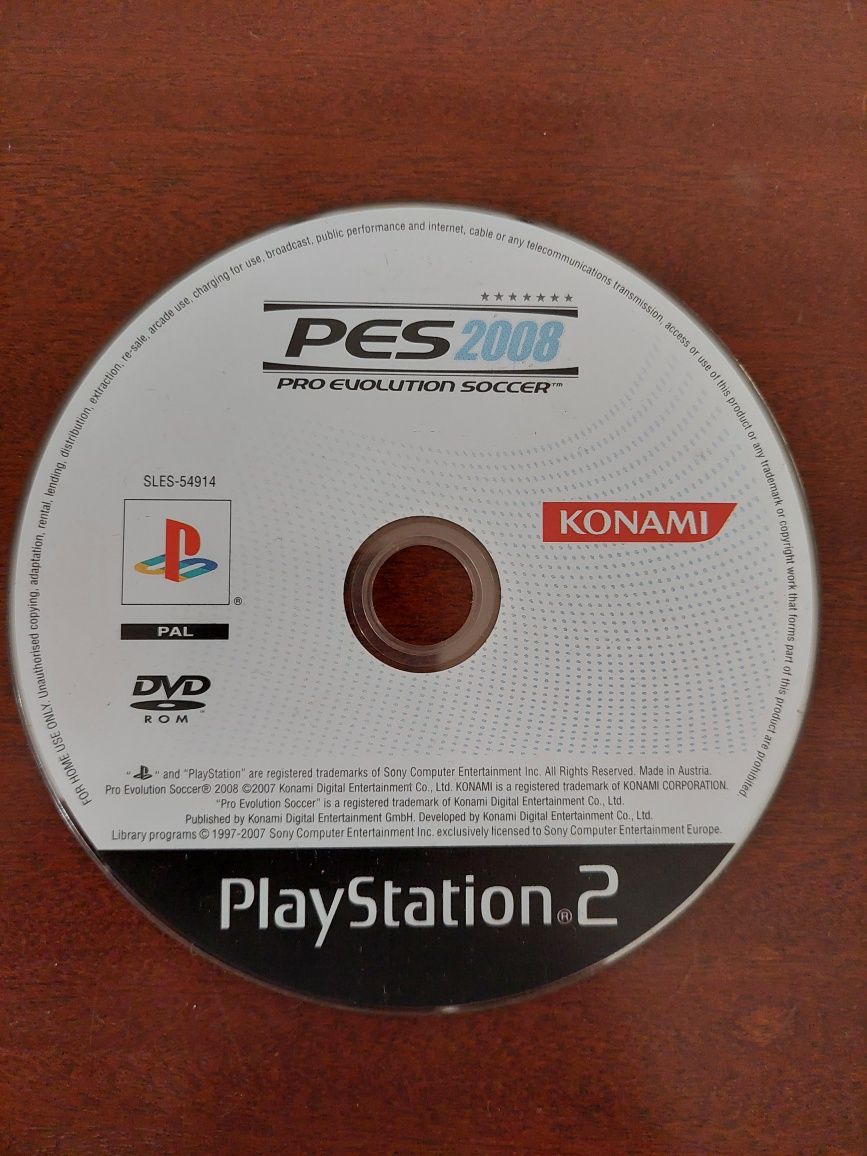 FOR HOME USE ONLY. Unauthorised copying, adaptation, rental, lending, distribution, extraction, re-sale, arcade use, charging for use, broadcast, public performance and internet, cable or any telecommunications transmission, access or use of this product or any trademark or copyright work that forms part of this product are prohibited
★★★★★★★
PES 2008
PRO EVOLUTION SOCCER™
SLES-54914
KONAMI
®
PAL
DVD
ROM
" " and "PlayStation" are registered trademarks of Sony Computer Entertainment Inc. All Rights Reserved. Made in Austria.
Pro Evolution Soccer® 2008 ©2007 Konami Digital Entertainment Co., Ltd. KONAMI is a registered trademark of KONAMI CORPORATION.
"Pro Evolution Soccer" is a registered trademark of Konami Digital Entertainment Co., Ltd.
Published by Konami Digital Entertainment GmbH. Developed by Konami Digital Entertainment Co., Ltd.
Library programs © 1997-2007 Sony Computer Entertainment Inc. exclusively licensed to Sony Computer Entertainment Europe.
PlayStation®2